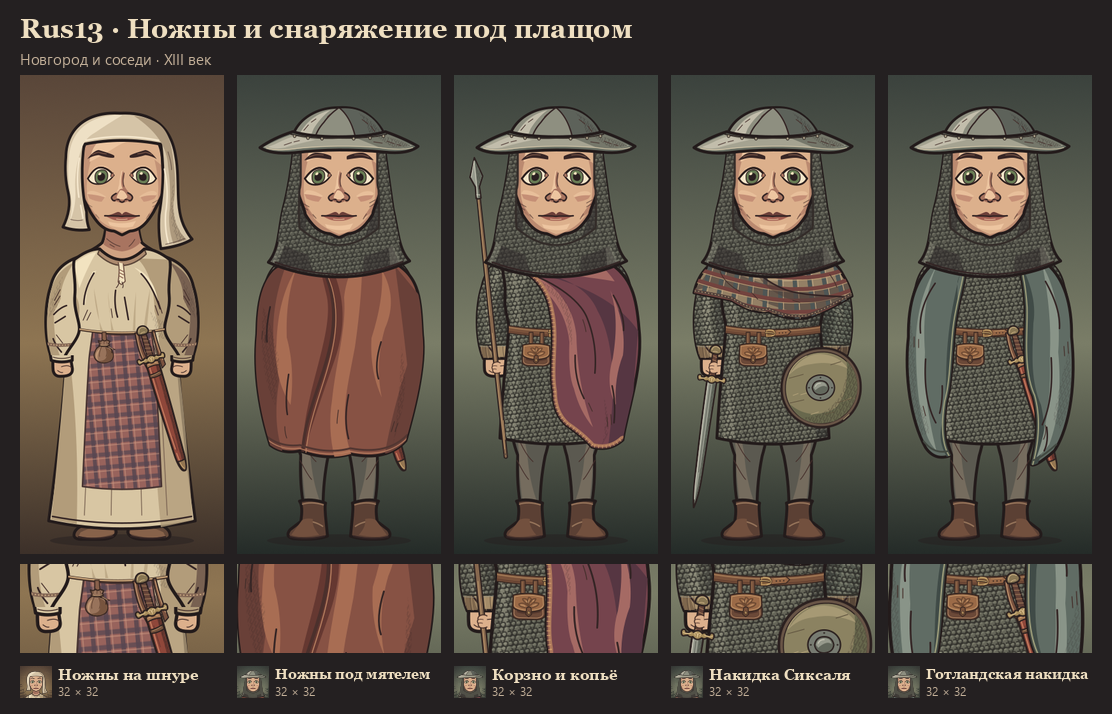 Rus13 · Ножны и снаряжение под плащом
Новгород и соседи · XIII век
Ножны на шнуре
32 × 32
Ножны под мятелем
32 × 32
Корзно и копьё
32 × 32
Накидка Сиксаля
32 × 32
Готландская накидка
32 × 32